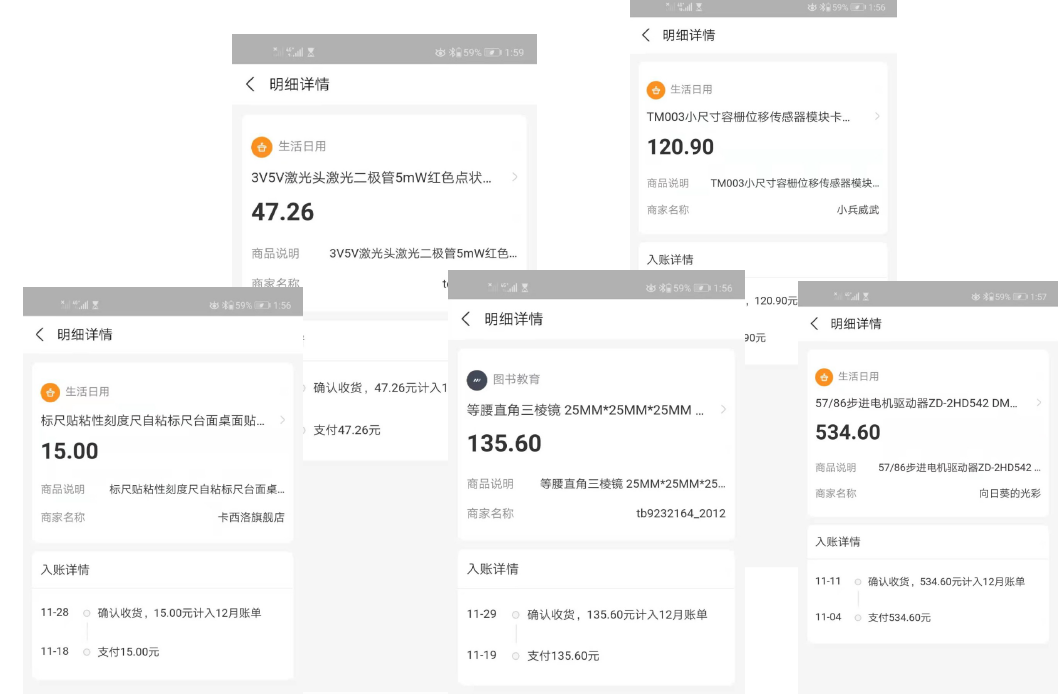 59% 1:59
明细详情
生活日用
3V5V激光头激光二极管5mW红色点状...
47.26
商品说明 3V5V激光头激光二极管5mW红色...
商家名称
确认收货，47.26元计入1
支付47.26元
59% 1:56
明细详情
生活日用
TM003小尺寸容栅位移传感器模块卡...
120.90
商品说明 TM003小尺寸容栅位移传感器模块...
商家名称 小兵威武
入账详情
，120.90元
90元
59% 1:56
明细详情
生活日用
标尺贴粘性刻度尺自粘标尺台面桌面贴...
15.00
商品说明 标尺贴粘性刻度尺自粘标尺台面桌...
商家名称 卡西洛旗舰店
入账详情
11-28 确认收货，15.00元计入12月账单
11-18 支付15.00元
59% 1:56
明细详情
图书教育
等腰直角三棱镜 25MM*25MM*25MM ...
135.60
商品说明 等腰直角三棱镜 25MM*25MM*25...
商家名称 tb9232164_2012
入账详情
11-29 确认收货，135.60元计入12月账单
11-19 支付135.60元
59% 1:57
明细详情
生活日用
57/86步进电机驱动器ZD-2HD542 DM...
534.60
商品说明 57/86步进电机驱动器ZD-2HD542 ...
商家名称 向日葵的光彩
入账详情
11-11 确认收货，534.60元计入12月账单
11-04 支付534.60元